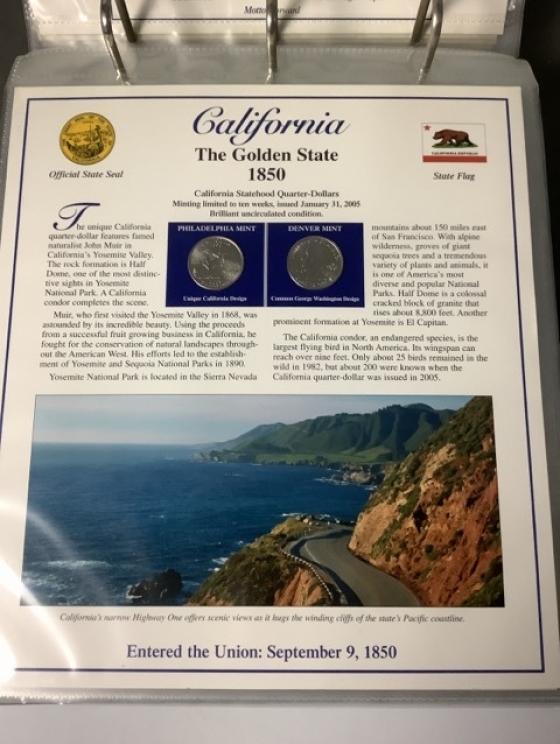 Motto: Forward
California
The Golden State
1850
Official State Seal
State Flag
CALIFORNIA REPUBLIC
California Statehood Quarter-Dollars
Minting limited to ten weeks, issued January 31, 2005
Brilliant uncirculated condition.
The unique California
quarter-dollar features famed
naturalist John Muir in
California's Yosemite Valley.
The rock formation is Half
Dome, one of the most distinc-
tive sights in Yosemite
National Park. A California
condor completes the scene.
Muir, who first visited the Yosemite Valley in 1868, was
astounded by its incredible beauty. Using the proceeds
from a successful fruit growing business in California, he
fought for the conservation of natural landscapes through-
out the American West. His efforts led to the establish-
ment of Yosemite and Sequoia National Parks in 1890.
Yosemite National Park is located in the Sierra Nevada
PHILADELPHIA MINT
Unique California Design
DENVER MINT
Common George Washington Design
mountains about 150 miles east
of San Francisco. With alpine
wilderness, groves of giant
sequoia trees and a tremendous
variety of plants and animals, it
is one of America's most
diverse and popular National
Parks. Half Dome is a colossal
cracked block of granite that
rises about 8,800 feet. Another
prominent formation at Yosemite is El Capitan.
The California condor, an endangered species, is the
largest flying bird in North America. Its wingspan can
reach over nine feet. Only about 25 birds remained in the
wild in 1982, but about 200 were known when the
California quarter-dollar was issued in 2005.
California's narrow Highway One offers scenic views as it hugs the winding cliffs of the state's Pacific coastline.
Entered the Union: September 9, 1850